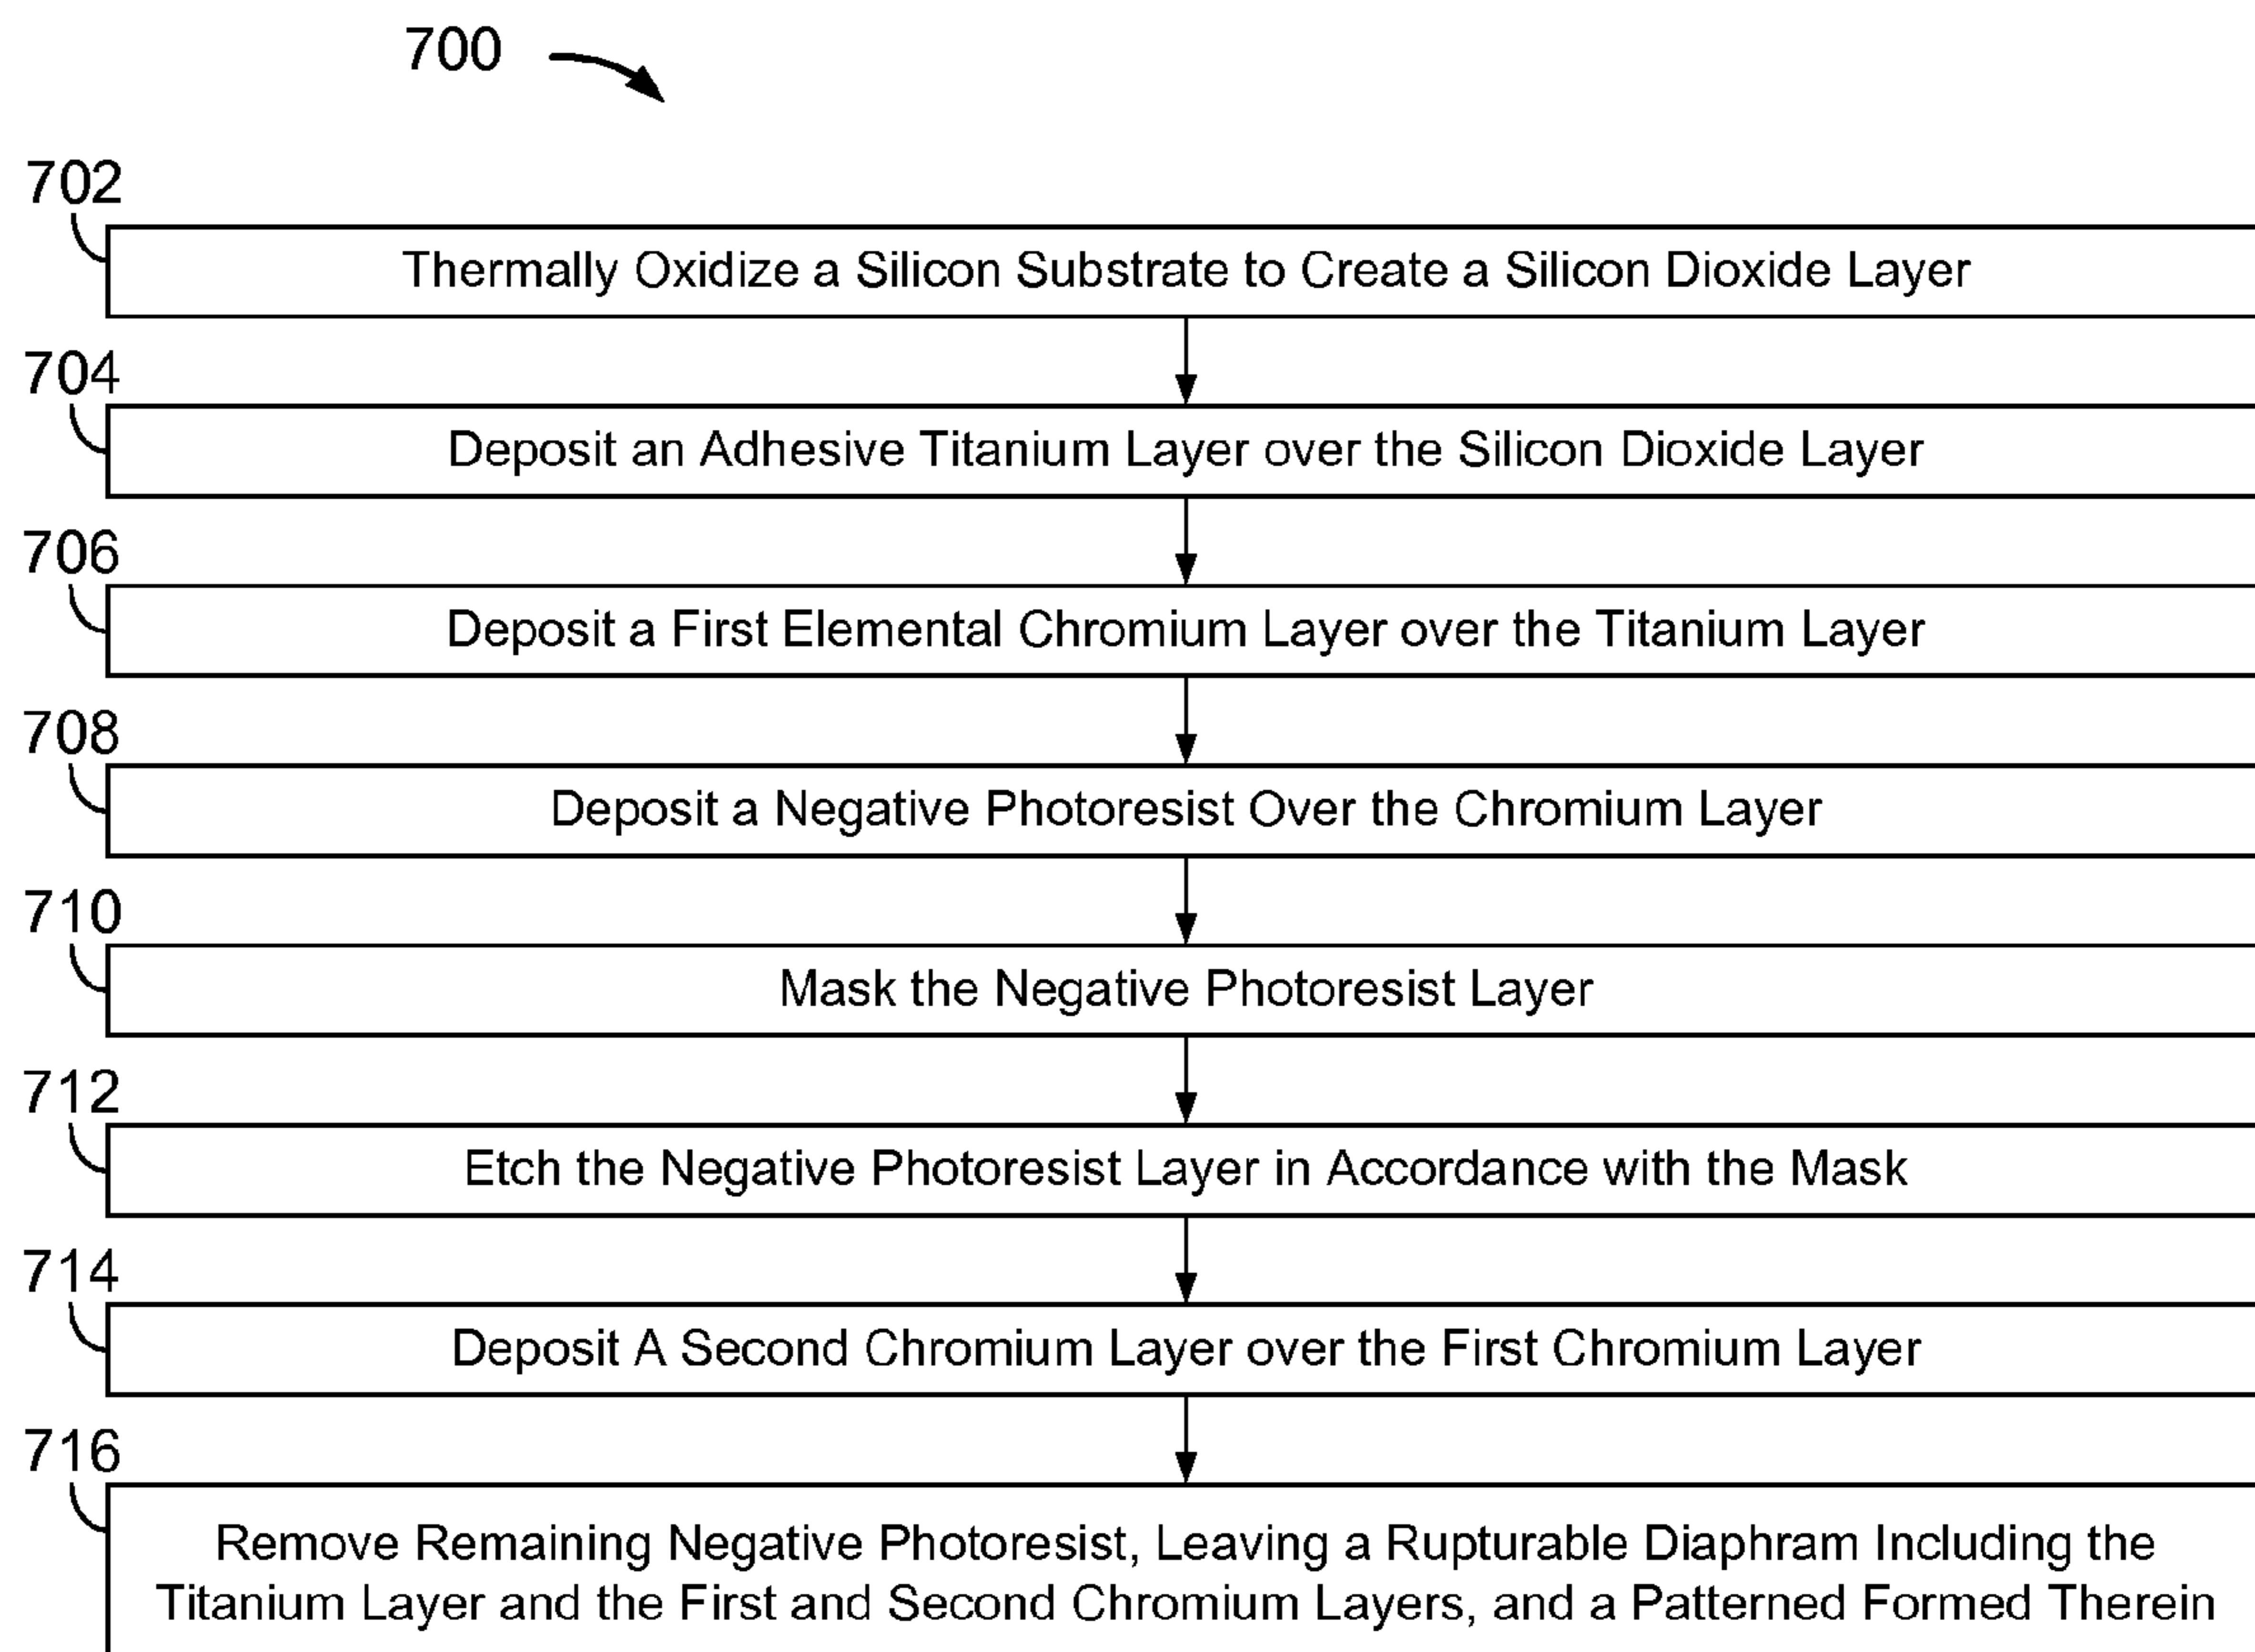 700
702
Thermally Oxidize a Silicon Substrate to Create a Silicon Dioxide Layer
704
Deposit an Adhesive Titanium Layer over the Silicon Dioxide Layer
706
Deposit a First Elemental Chromium Layer over the Titanium Layer
708
Deposit a Negative Photoresist Over the Chromium Layer
710
Mask the Negative Photoresist Layer
712
Etch the Negative Photoresist Layer in Accordance with the Mask
714
Deposit A Second Chromium Layer over the First Chromium Layer
716
Remove Remaining Negative Photoresist, Leaving a Rupturable Diaphram Including the
Titanium Layer and the First and Second Chromium Layers, and a Patterned Formed Therein